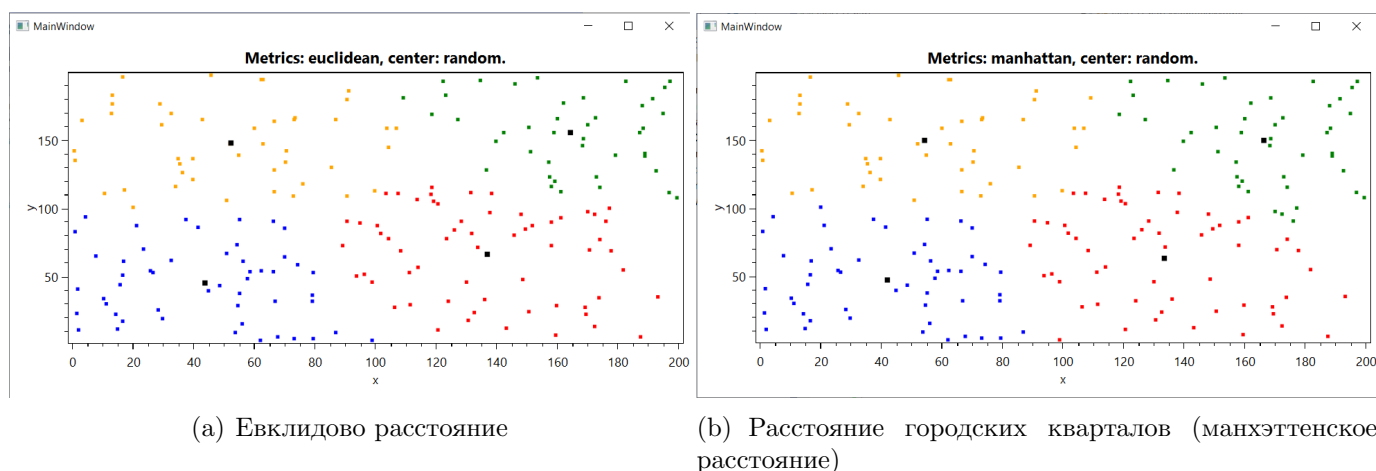 MainWindow
Metrics: euclidean, center: random.
y
150
100
50
0 20 40 60 80 100 120 140 160 180 200
x
(a) Евклидово расстояние
MainWindow
Metrics: manhattan, center: random.
y
150
100
50
0 20 40 60 80 100 120 140 160 180 200
x
(b) Расстояние городских кварталов (манхэттенское
расстояние)